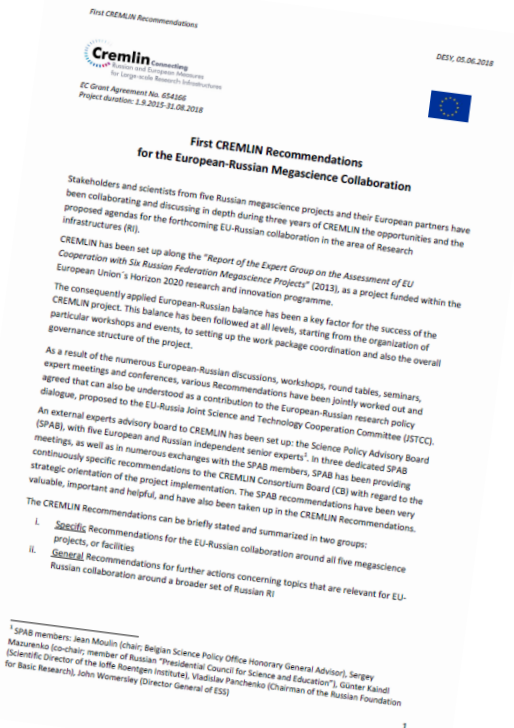 First CREMLIN Recommendations
DESY, 05.06.2018
Cremlin Connecting
Russian and European Measures
for Large-scale Research Infrastructures
EC Grant Agreement No. 654166
Project duration: 1.9.2015-31.08.2018
First CREMLIN Recommendations
for the European-Russian Megascience Collaboration
Stakeholders and scientists from five Russian megascience projects and their European partners have
been collaborating and discussing in depth during three years of CREMLIN the opportunities and the
proposed agendas for the forthcoming EU-Russian collaboration in the area of Research
infrastructures (RI).
CREMLIN has been set up along the "Report of the Expert Group on the Assessment of EU
Cooperation with Six Russian Federation Megascience Projects" (2013), as a project funded within the
European Union´s Horizon 2020 research and innovation programme.
The consequently applied European-Russian balance has been a key factor for the success of the
CREMLIN project. This balance has been followed at all levels, starting from the organization of
particular workshops and events, to setting up the work package coordination and also the overall
governance structure of the project.
As a result of the numerous European-Russian discussions, workshops, round tables, seminars,
expert meetings and conferences, various Recommendations have been jointly worked out and
agreed that can also be understood as a contribution to the European-Russian research policy
dialogue, proposed to the EU-Russia Joint Science and Technology Cooperation Committee (JSTCC).
An external experts advisory board to CREMLIN has been set up: the Science Policy Advisory Board
(SPAB), with five European and Russian independent senior experts¹. In three dedicated SPAB
meetings, as well as in numerous exchanges with the SPAB members, SPAB has been providing
continuously specific recommendations to the CREMLIN Consortium Board (CB) with regard to the
strategic orientation of the project implementation. The SPAB recommendations have been very
valuable, important and helpful, and have also been taken up in the CREMLIN Recommendations.
The CREMLIN Recommendations can be briefly stated and summarized in two groups:
i. Specific Recommendations for the EU-Russian collaboration around all five megascience
projects, or facilities
ii. General Recommendations for further actions concerning topics that are relevant for EU-
Russian collaboration around a broader set of Russian RI
¹ SPAB members: Jean Moulin (chair; Belgian Science Policy Office Honorary General Advisor), Sergey
Mazurenko (co-chair; member of Russian "Presidential Council for Science and Education"), Günter Kaindl
(Scientific Director of the Ioffe Roentgen Institute), Vladislav Panchenko (Chairman of the Russian Foundation
for Basic Research), John Womersley (Director General of ESS)
1